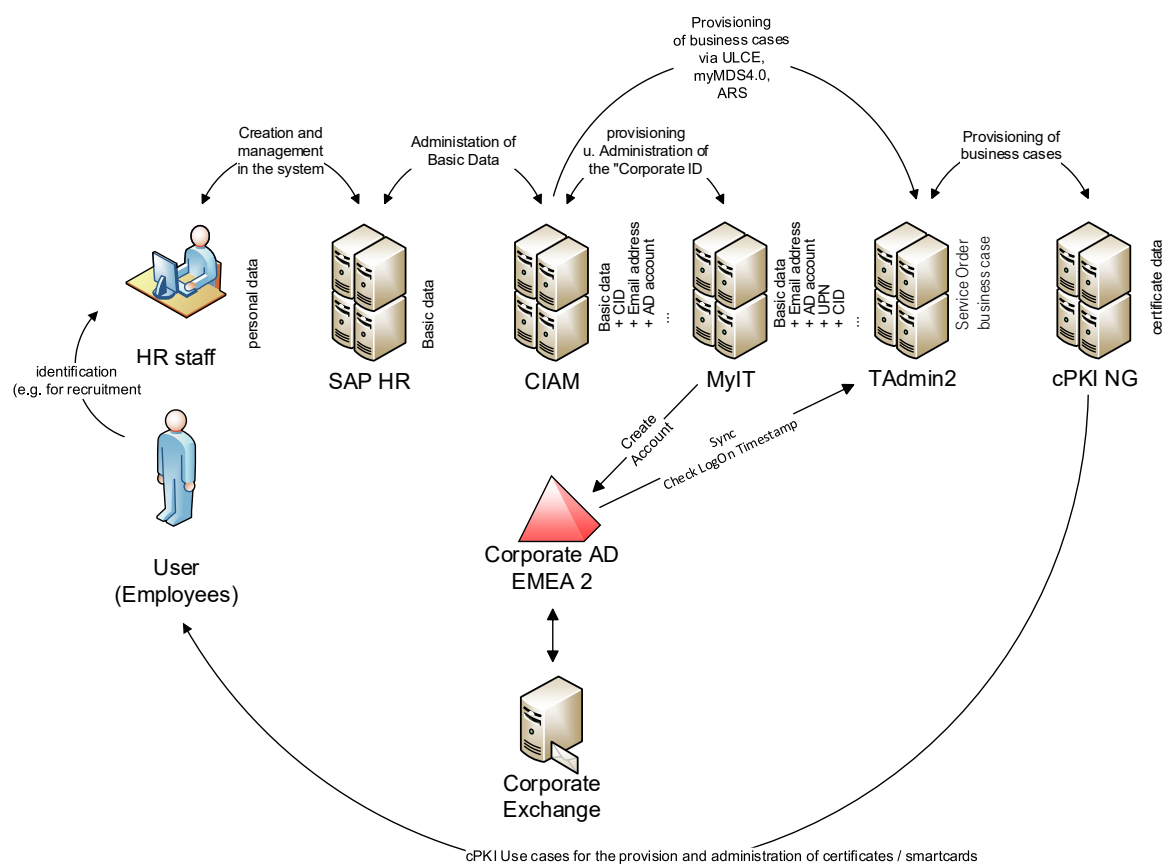 Provisioning
of business cases
via ULCE,
myMDS4.0,
ARS
Creation and
management
in the system
Administation of
Basic Data
provisioning
u. Administration of
the "Corporate ID
Provisioning of
business cases
personal data
Basic data
Basic data
+ CID
+ Email address
+ AD account
...
Basic data
+ Email address
+ AD account
+ UPN
+ CID
...
Service Order
business case
certificate data
HR staff
SAP HR
CIAM
MyIT
TAdmin2
cPKI NG
identification
(e.g. for recruitment
Create
Account
Sync
Check LogOn Timestamp
User
(Employees)
Corporate AD
EMEA 2
Corporate
Exchange
cPKI Use cases for the provision and administration of certificates / smartcards